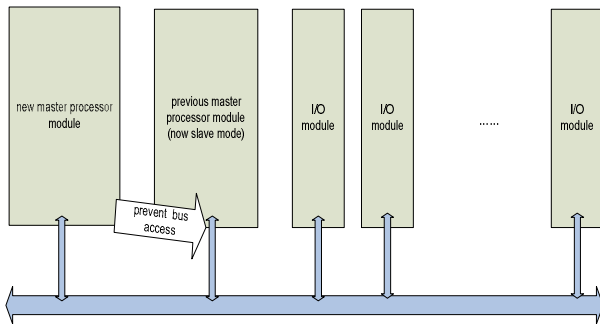 new master processor
module
previous master
processor module
(now slave mode)
I/O
module
I/O
module
......
I/O
module
prevent bus
access